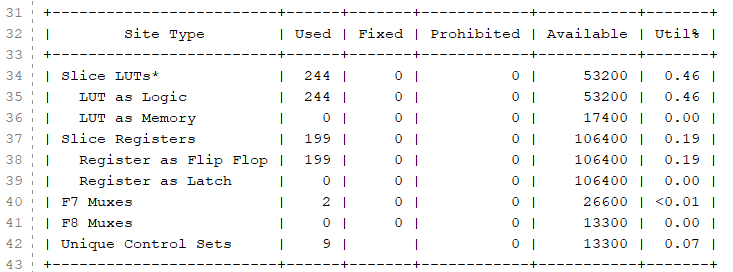 31 +-------------------------+------+-------+------------+-----------+-------+
32 |        Site Type        | Used | Fixed | Prohibited | Available | Util% |
33 +-------------------------+------+-------+------------+-----------+-------+
34 | Slice LUTs*             |  244 |     0 |          0 |     53200 |  0.46 |
35 |   LUT as Logic          |  244 |     0 |          0 |     53200 |  0.46 |
36 |   LUT as Memory         |    0 |     0 |          0 |     17400 |  0.00 |
37 | Slice Registers         |  199 |     0 |          0 |    106400 |  0.19 |
38 |   Register as Flip Flop |  199 |     0 |          0 |    106400 |  0.19 |
39 |   Register as Latch     |    0 |     0 |          0 |    106400 |  0.00 |
40 | F7 Muxes                |    2 |     0 |          0 |     26600 | <0.01 |
41 | F8 Muxes                |    0 |     0 |          0 |     13300 |  0.00 |
42 | Unique Control Sets     |    9 |       |          0 |     13300 |  0.07 |
43 +-------------------------+------+-------+------------+-----------+-------+